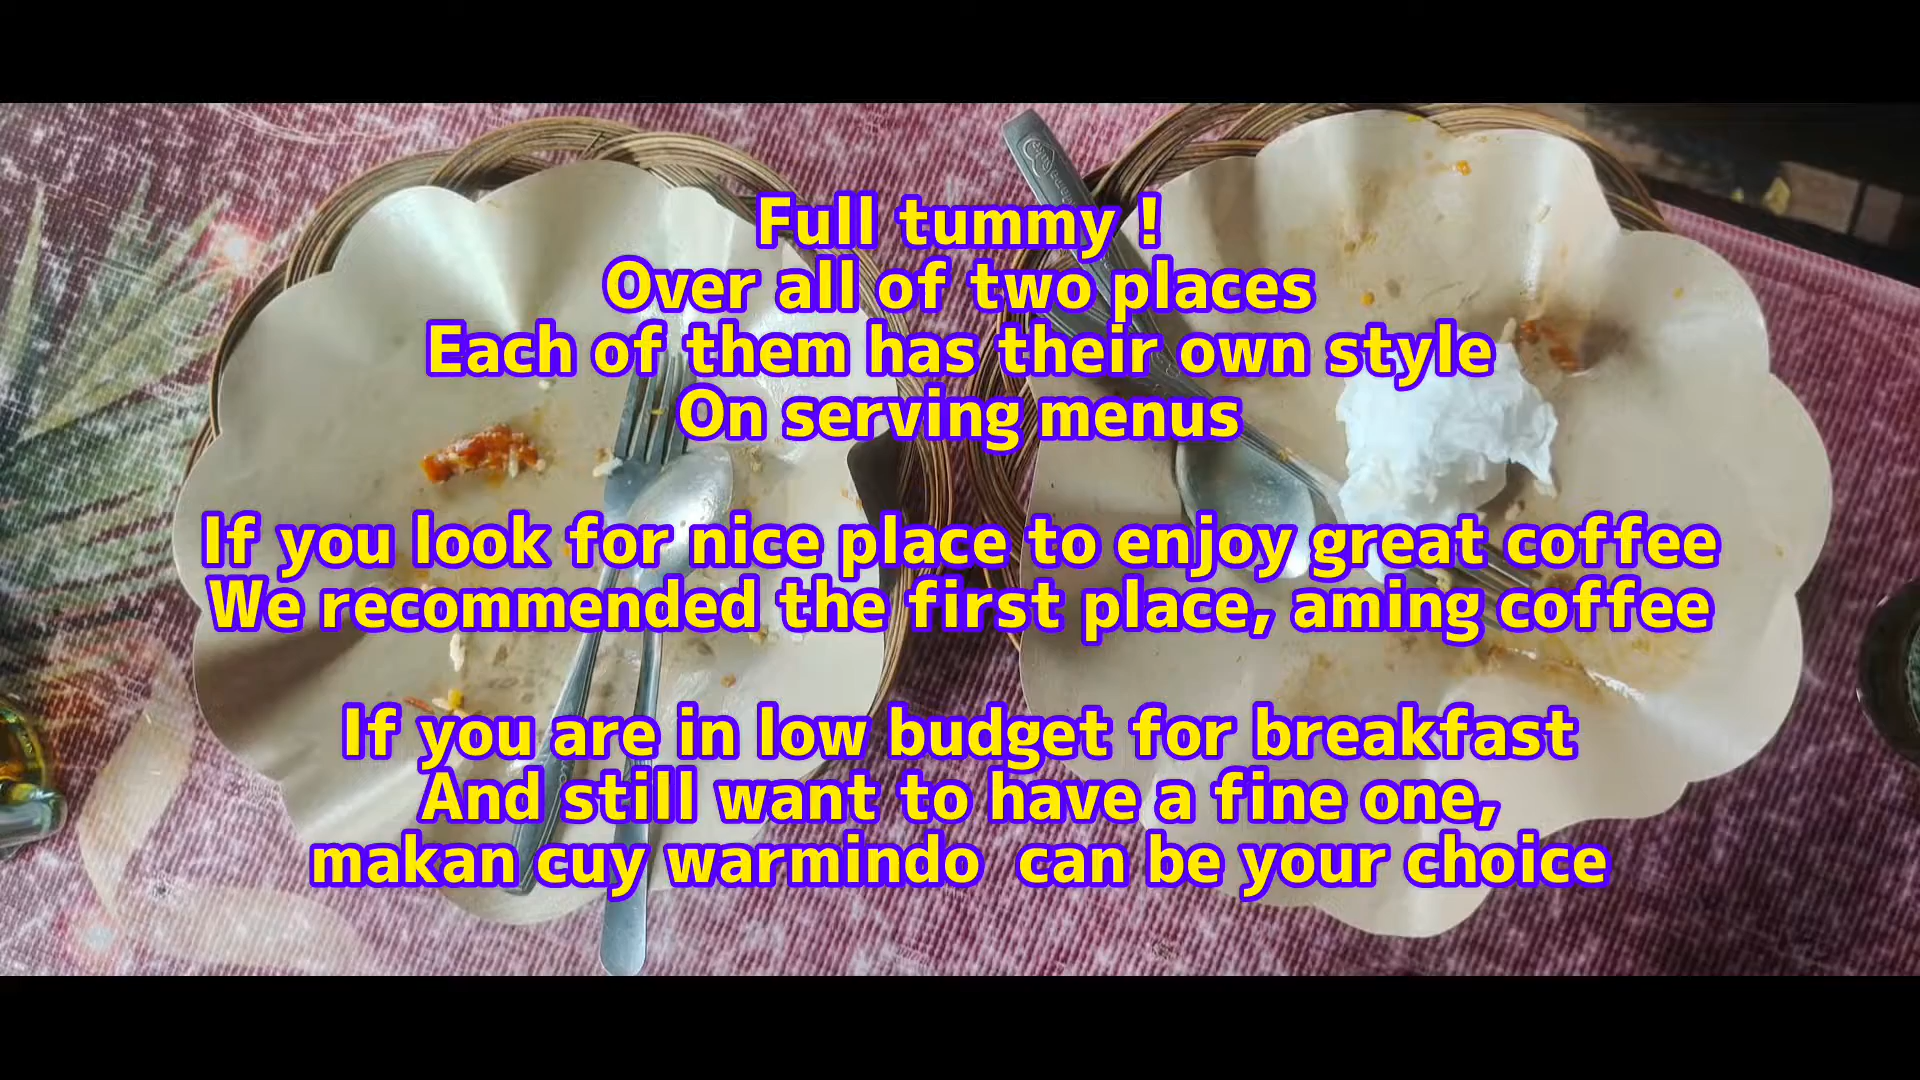 Full tummy !
Over all of two places
Each of them has their own style
On serving menus
If you look for nice place to enjoy great coffee
We recommended the first place, aming coffee
If you are in low budget for breakfast
And still want to have a fine one,
makan cuy warmindo can be your choice